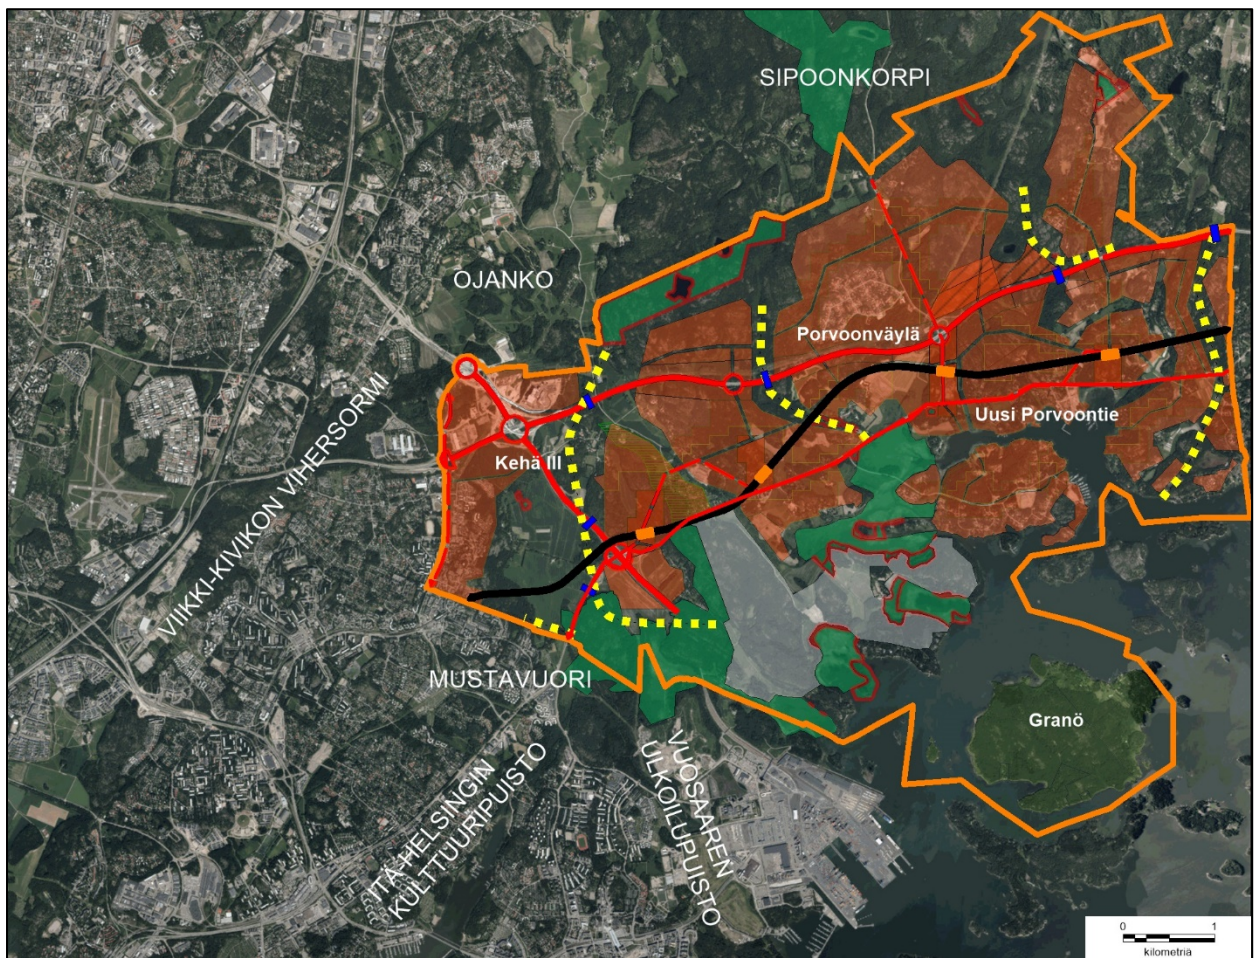 SIPOONKORPI
OJANKO
Porvoonväylä
Uusi Porvoontie
Kehä III
VIIKKI-KIVIKON VIHERSORMI
MUSTAVUORI
Granö
ITÄ-HELSINGIN
KULTTUURIPUISTO
VUOSAAREN
ULKOILUPUISTO
0 1
kilometriä